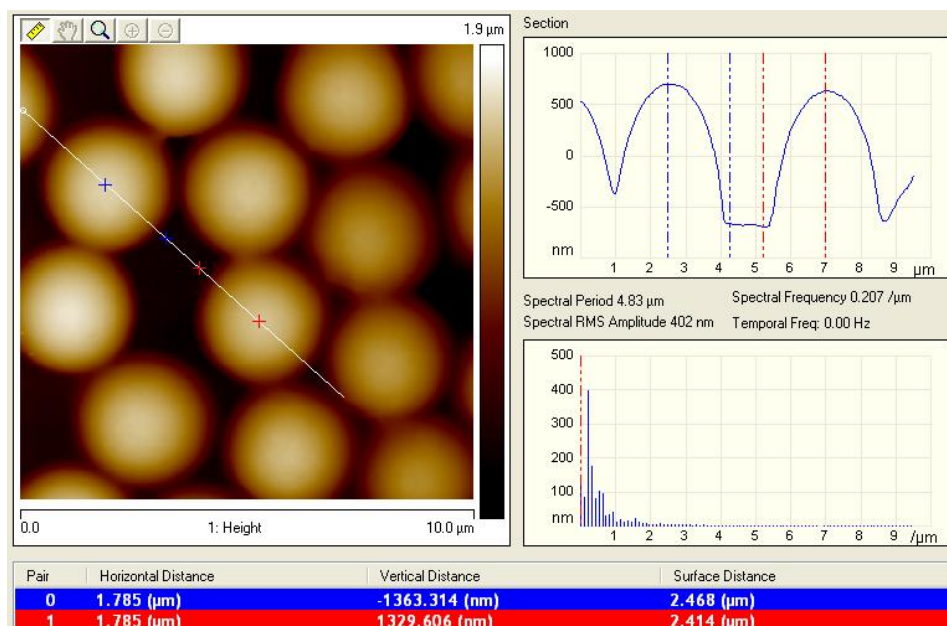 1.9 µm
Section
1000
500
0
-500
nm
1 2 3 4 5 6 7 8 9 µm
Spectral Period 4.83 µm Spectral Frequency 0.207 /µm
Spectral RMS Amplitude 402 nm Temporal Freq: 0.00 Hz
500
400
300
200
100
nm
1 2 3 4 5 6 7 8 9 /µm
0.0 1: Height 10.0 µm
Pair Horizontal Distance Vertical Distance Surface Distance
0 1.785 (µm) -1363.314 (nm) 2.468 (µm)
1 1.785 (µm) 1329.606 (nm) 2.414 (µm)